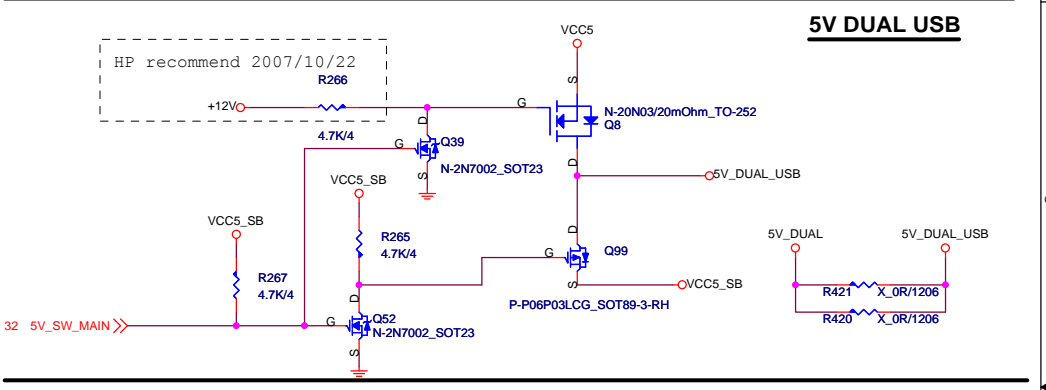 5V DUAL USB
HP recommend 2007/10/22
R266
+12V
4.7K/4
VCC5
S
G
D
N-20N03/20mOhm_TO-252
Q8
D
G
S
Q39
N-2N7002_SOT23
5V_DUAL_USB
VCC5_SB
R265
4.7K/4
VCC5_SB
R267
4.7K/4
D
G
S
Q99
VCC5_SB
P-P06P03LCG_SOT89-3-RH
D
G
S
Q52
N-2N7002_SOT23
32 5V_SW_MAIN
5V_DUAL
5V_DUAL_USB
R421 X_0R/1206
R420 X_0R/1206